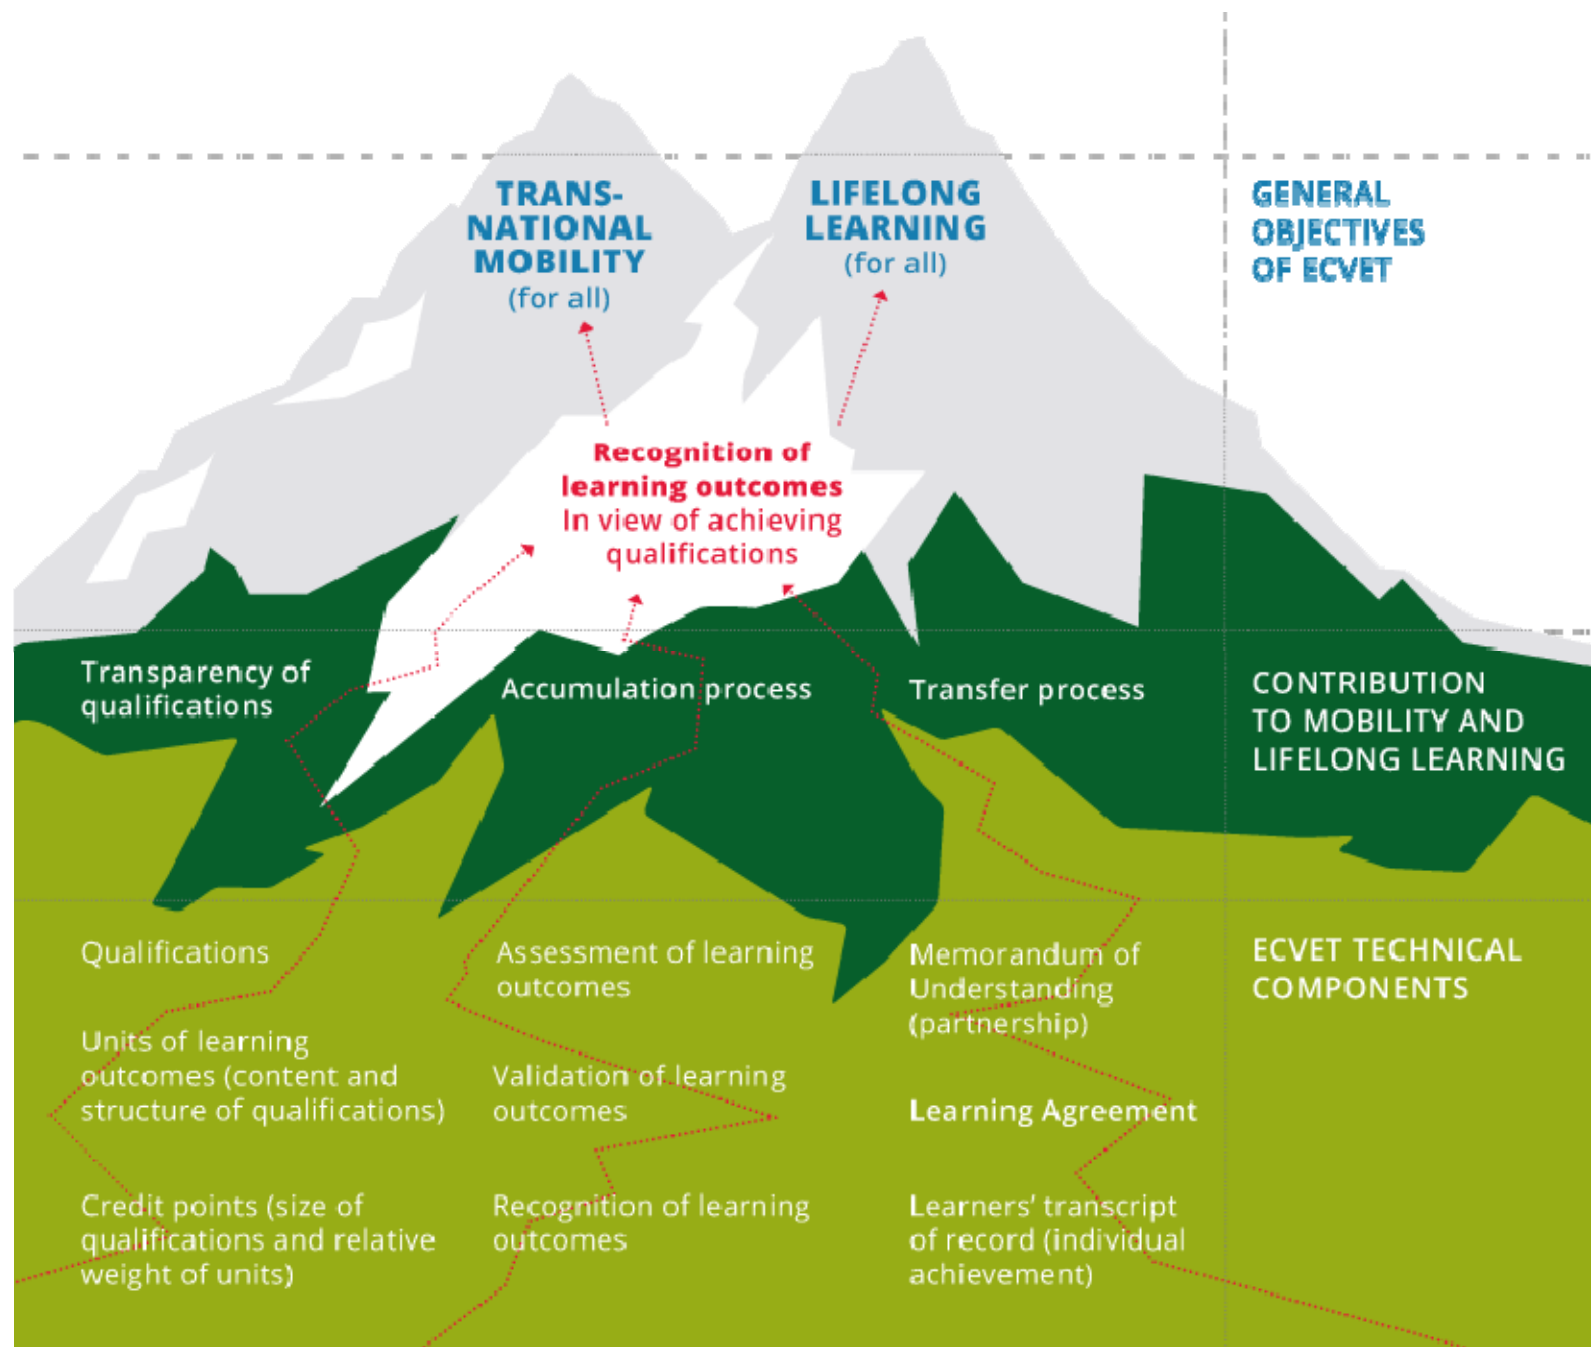 TRANS-
NATIONAL
MOBILITY
(for all)
LIFELONG
LEARNING
(for all)
GENERAL
OBJECTIVES
OF ECVET
Recognition of
learning outcomes
In view of achieving
qualifications
Transparency of
qualifications
Accumulation process
Transfer process
CONTRIBUTION
TO MOBILITY AND
LIFELONG LEARNING
Qualifications
Units of learning
outcomes (content and
structure of qualifications)
Credit points (size of
qualifications and relative
weight of units)
Assessment of learning
outcomes
Validation of learning
outcomes
Recognition of learning
outcomes
Memorandum of
Understanding
(partnership)
Learning Agreement
Learners’ transcript
of record (individual
achievement)
ECVET TECHNICAL
COMPONENTS